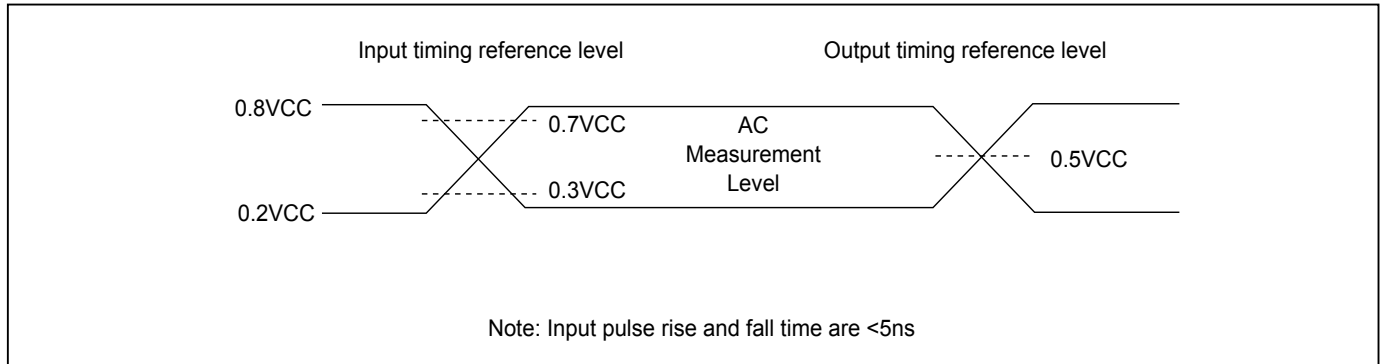 Input timing reference level
Output timing reference level
0.8VCC
0.7VCC
AC
Measurement
Level
0.5VCC
0.3VCC
0.2VCC
Note: Input pulse rise and fall time are <5ns